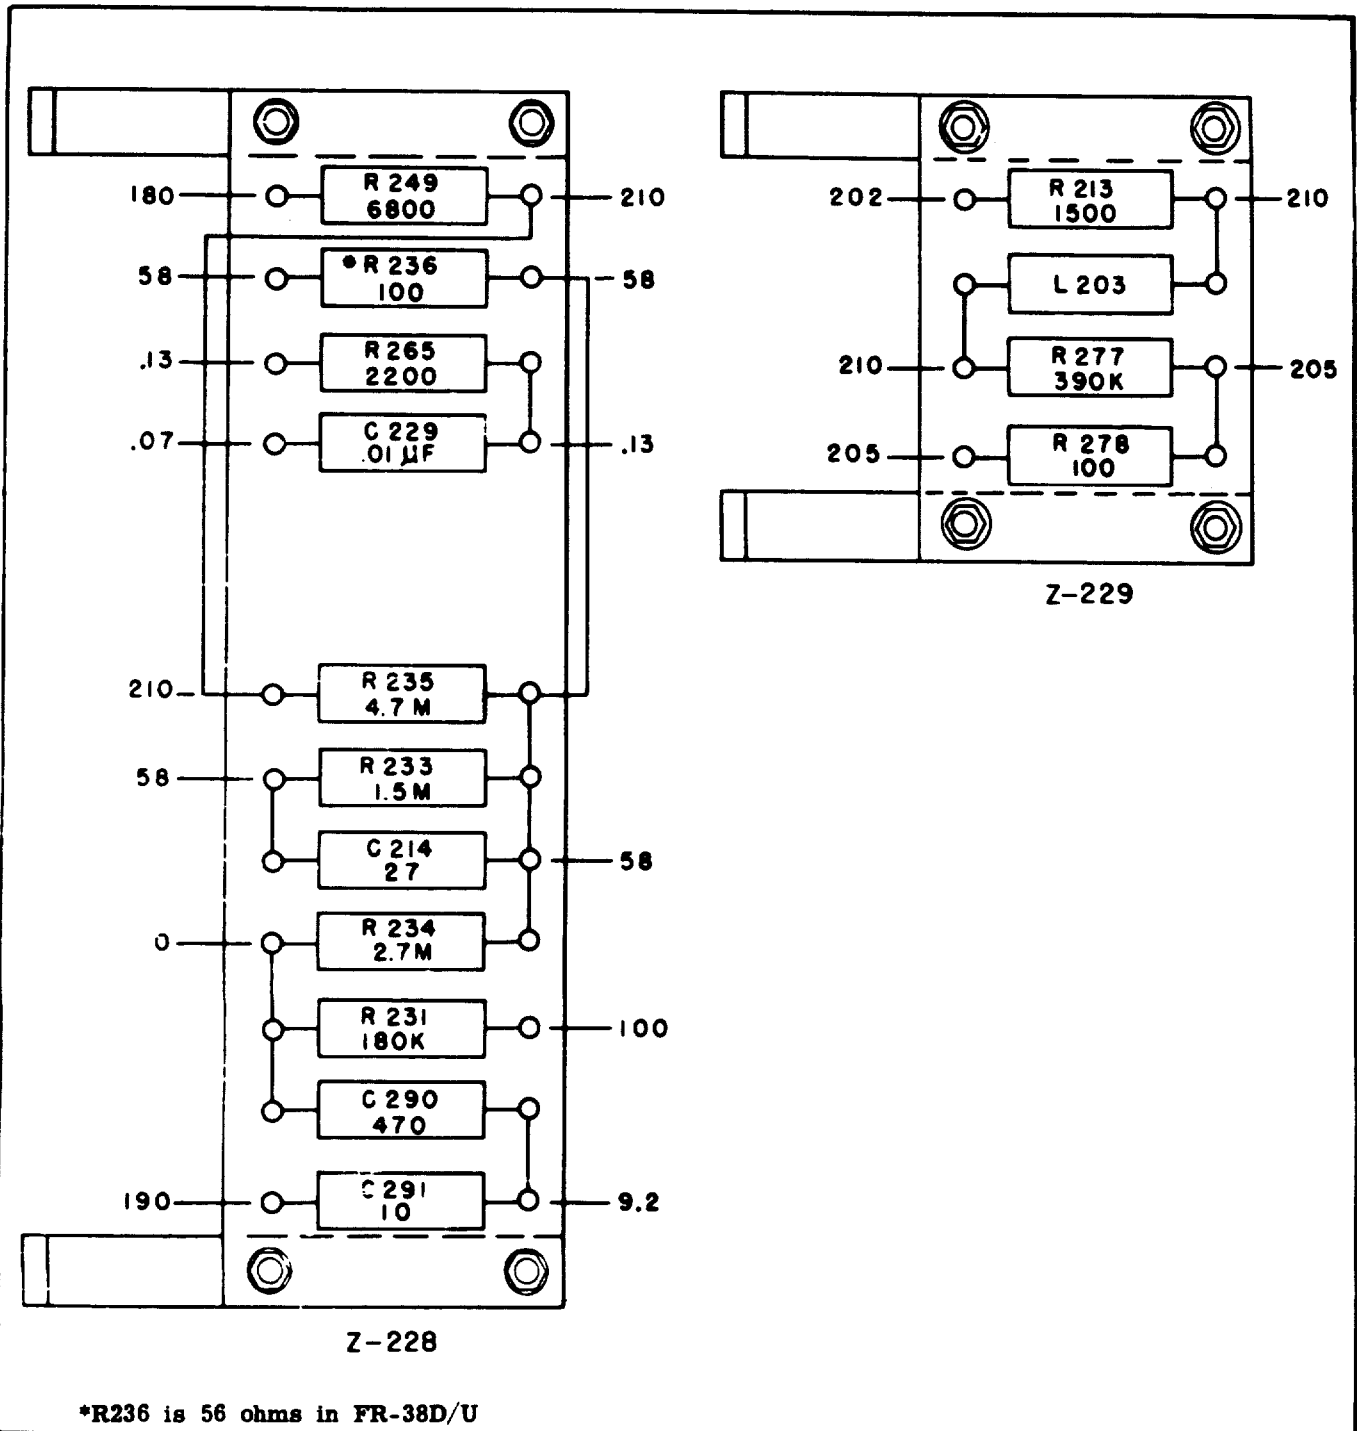 180 R 249 210
6800
58 *R 236 58
100
.13 R 265
2200
.07 C 229 .13
.01 µF
210 R 235
4.7 M
58 R 233
1.5 M
C 214 58
27
0 R 234
2.7M
R 231 100
180K
C 290
470
190 C 291 9.2
10
Z-228
*R236 is 56 ohms in FR-38D/U
202 R 213 210
1500
L 203
210 R 277 205
390K
205 R 278
100
Z-229